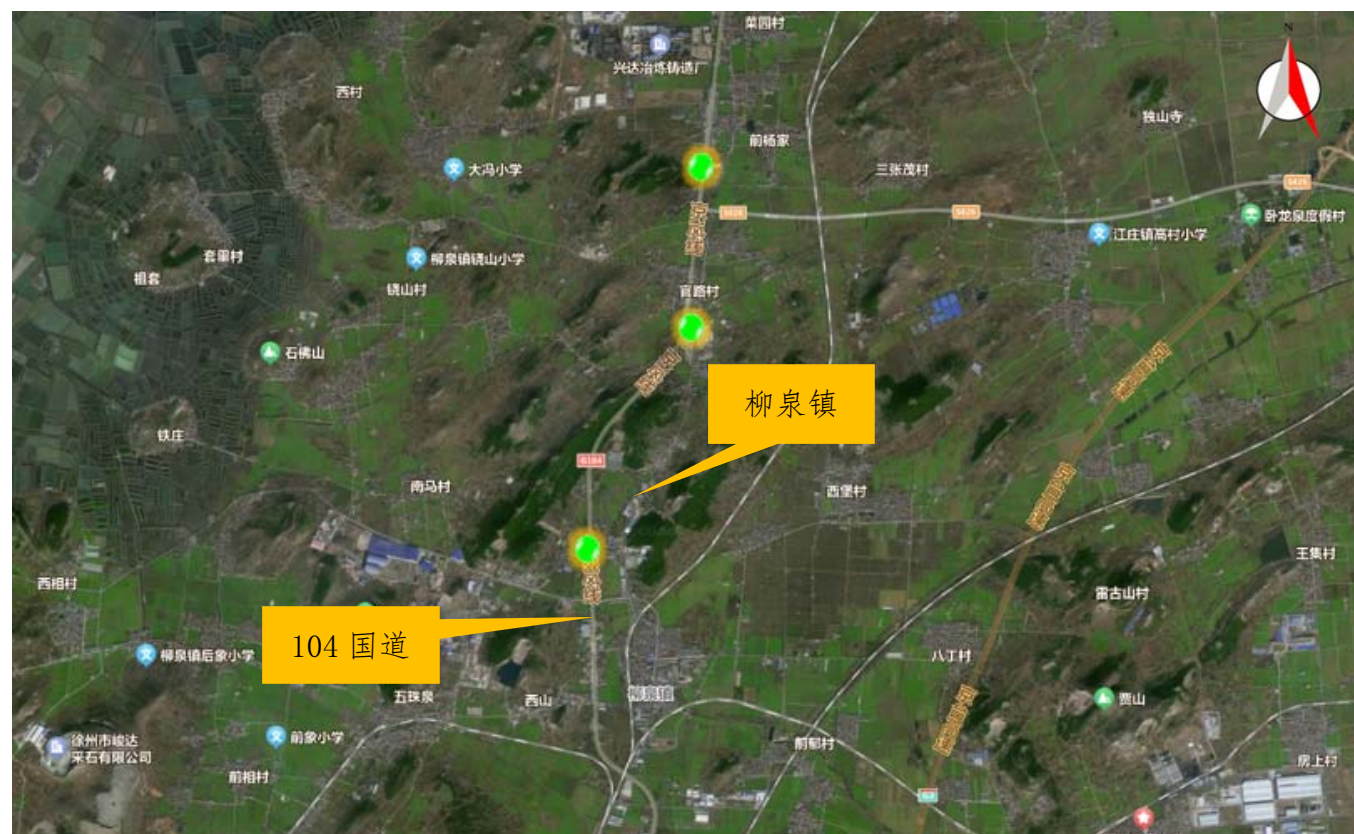 菜园村
N
兴达冶炼铸造厂
西村
独山寺
前杨家
大冯小学
三张茂村
S426
S426
S426
卧龙泉度假村
江庄镇高村小学
套里村
柳泉镇铙山小学
祖套
铙山村
官路村
石佛山
柳泉镇
铁庄
G104
南马村
西堡村
王集村
西相村
雷古山村
104 国道
柳泉镇后象小学
八丁村
五珠泉
西山
柳泉镇
贾山
徐州市峻达
采石有限公司
前象小学
前郁村
前相村
房上村
G3